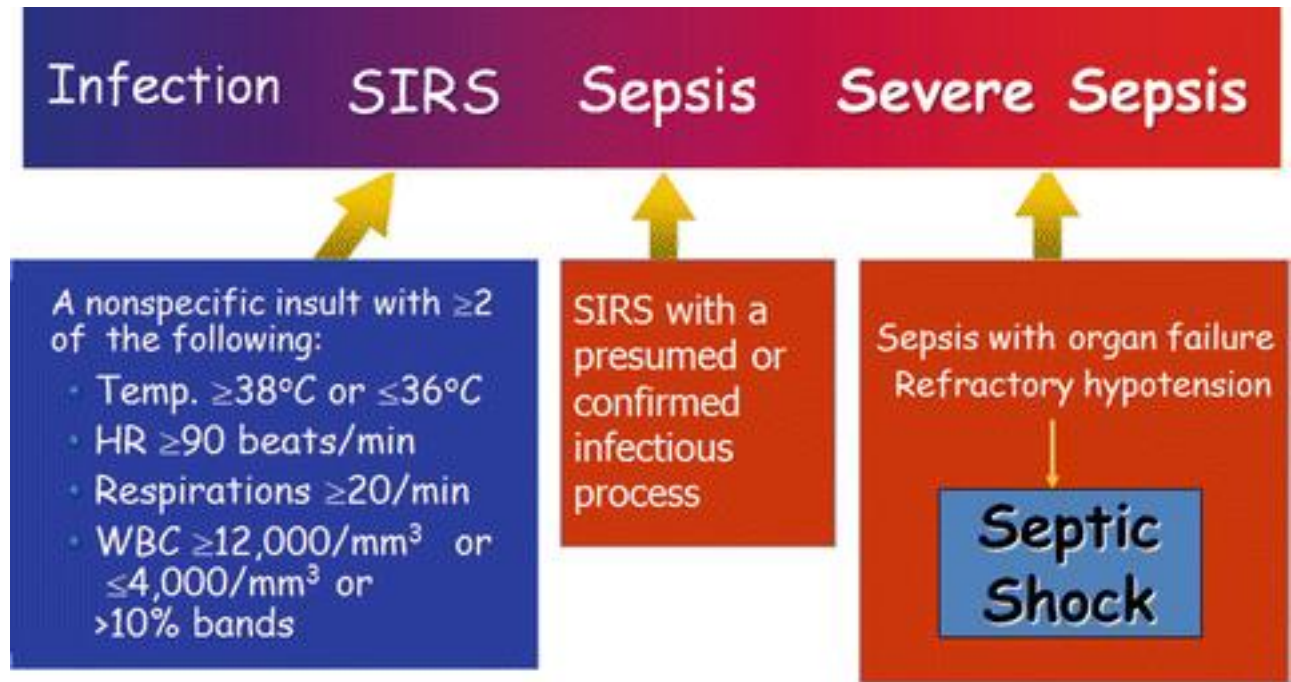 Infection SIRS Sepsis Severe Sepsis
A nonspecific insult with ≥2
of the following:
• Temp. ≥38°C or ≤36°C
• HR ≥90 beats/min
• Respirations ≥20/min
• WBC ≥12,000/mm³ or
≤4,000/mm³ or
>10% bands
SIRS with a
presumed or
confirmed
infectious
process
Sepsis with organ failure
Refractory hypotension
Septic
Shock